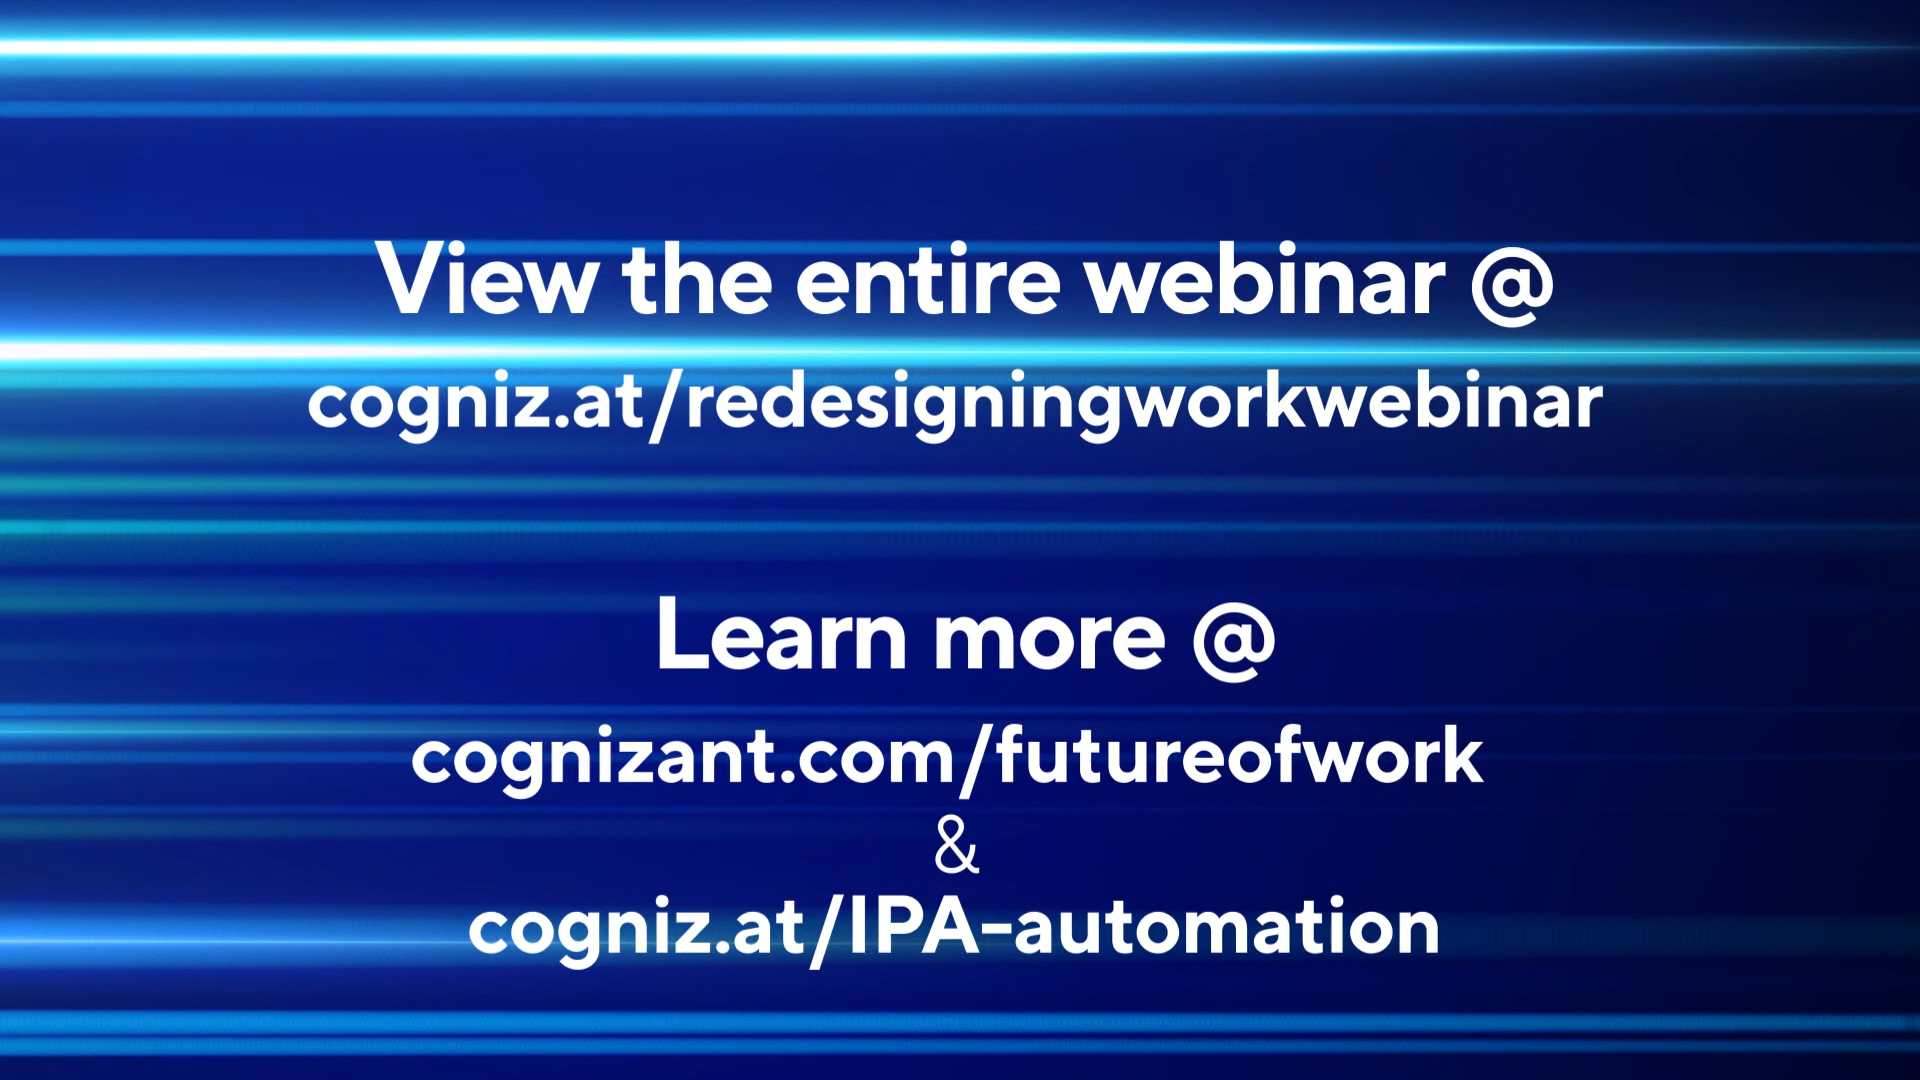 View the entire webinar @
cogniz.at/redesigningworkwebinar
Learn more @
cognizant.com/futureofwork
&
cogniz.at/IPA-automation